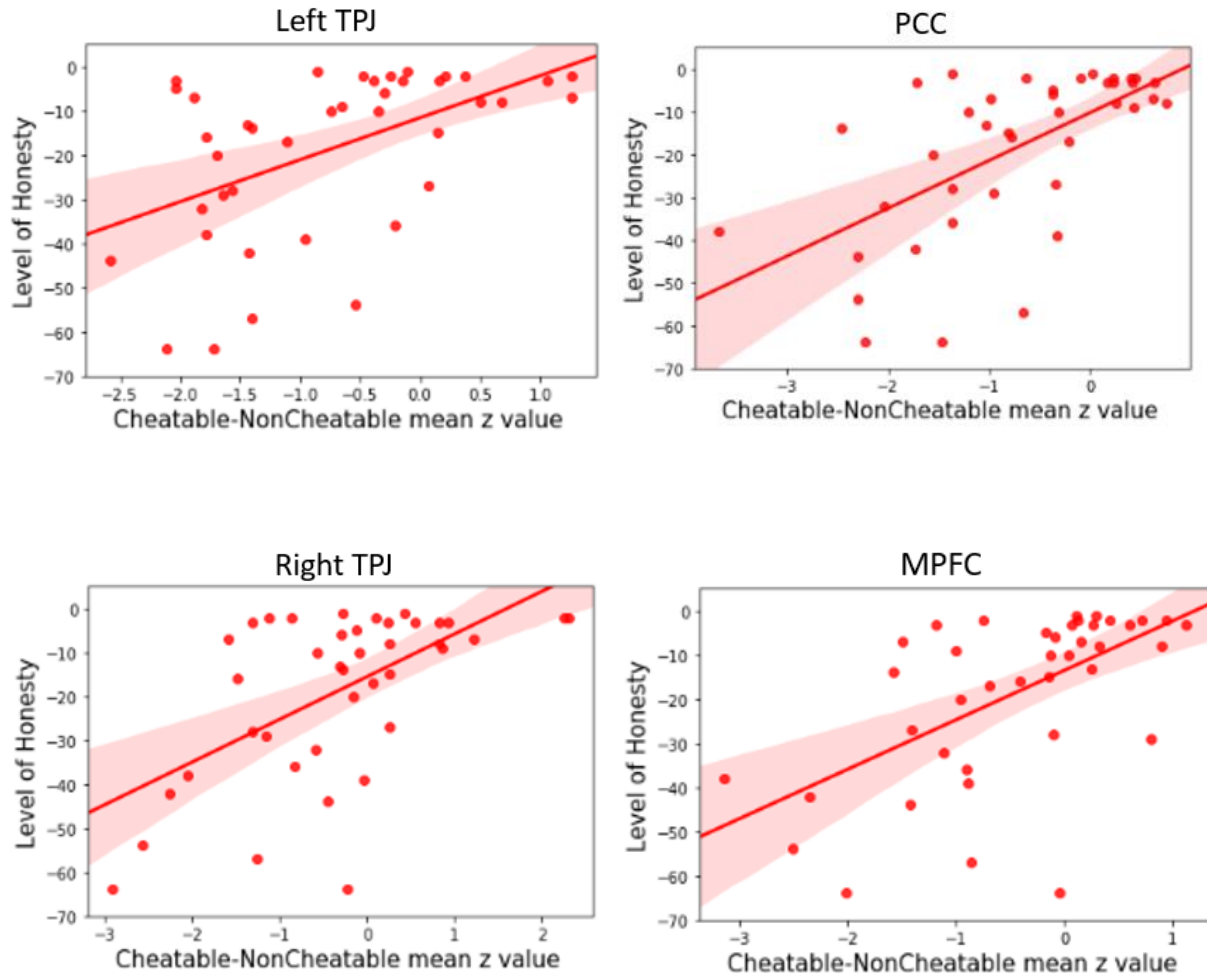 Left TPJ
0
−10
−20
−30
−40
−50
−60
−70
Level of Honesty
−2.5 −2.0 −1.5 −1.0 −0.5 0.0 0.5 1.0
Cheatable-NonCheatable mean z value
PCC
0
−10
−20
−30
−40
−50
−60
−70
Level of Honesty
−3 −2 −1 0
Cheatable-NonCheatable mean z value
Right TPJ
0
−10
−20
−30
−40
−50
−60
−70
Level of Honesty
−3 −2 −1 0 1 2
Cheatable-NonCheatable mean z value
MPFC
0
−10
−20
−30
−40
−50
−60
−70
Level of Honesty
−3 −2 −1 0 1
Cheatable-NonCheatable mean z value